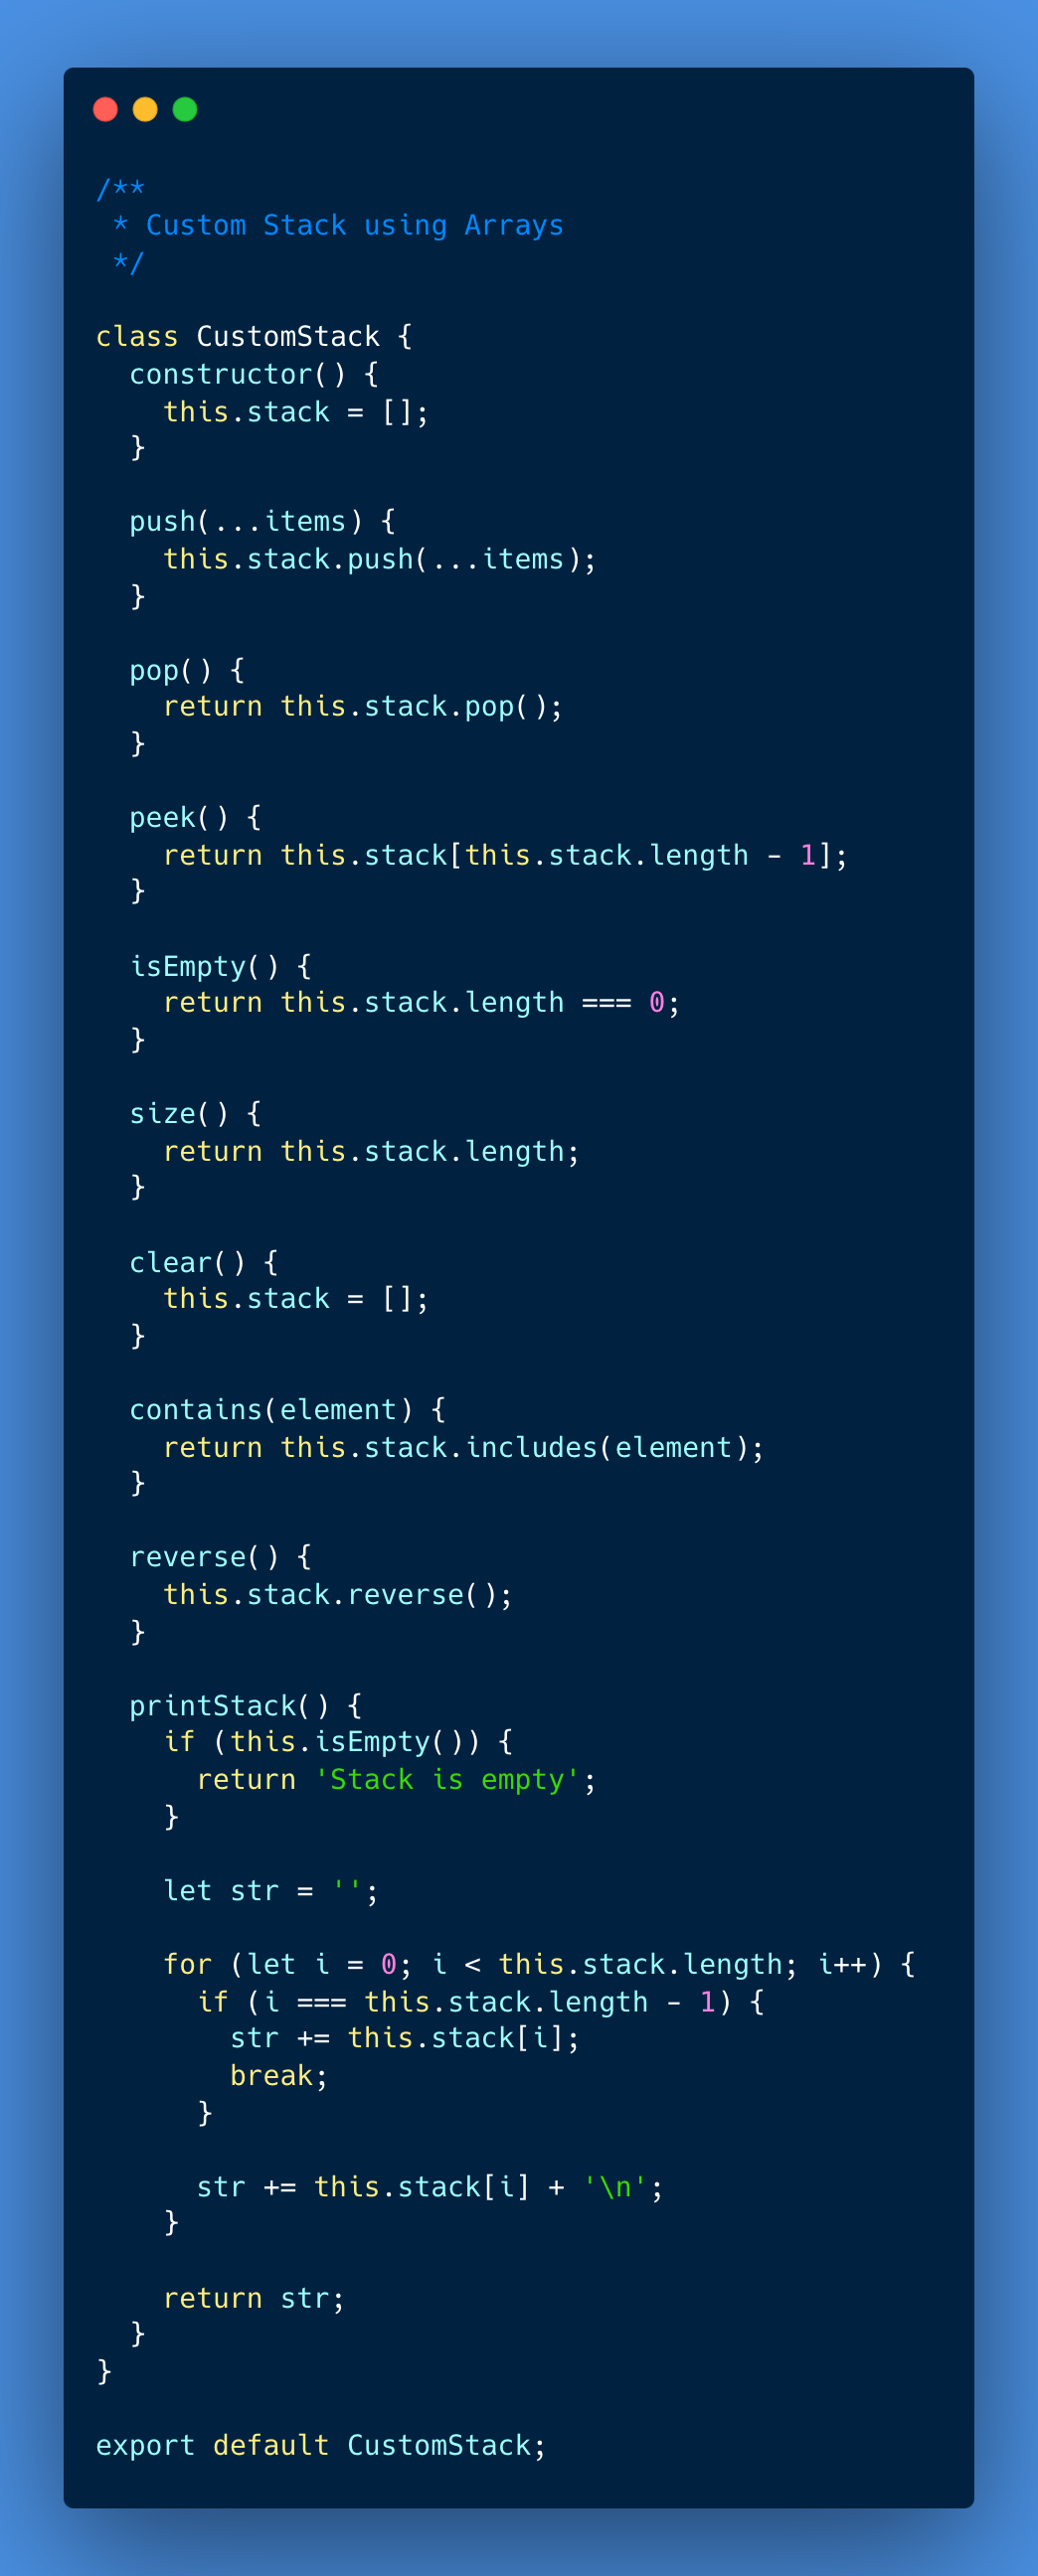 /**
 * Custom Stack using Arrays
 */

class CustomStack {
  constructor() {
    this.stack = [];
  }

  push(...items) {
    this.stack.push(...items);
  }

  pop() {
    return this.stack.pop();
  }

  peek() {
    return this.stack[this.stack.length - 1];
  }

  isEmpty() {
    return this.stack.length === 0;
  }

  size() {
    return this.stack.length;
  }

  clear() {
    this.stack = [];
  }

  contains(element) {
    return this.stack.includes(element);
  }

  reverse() {
    this.stack.reverse();
  }

  printStack() {
    if (this.isEmpty()) {
      return 'Stack is empty';
    }

    let str = '';

    for (let i = 0; i < this.stack.length; i++) {
      if (i === this.stack.length - 1) {
        str += this.stack[i];
        break;
      }

      str += this.stack[i] + '\n';
    }

    return str;
  }
}

export default CustomStack;